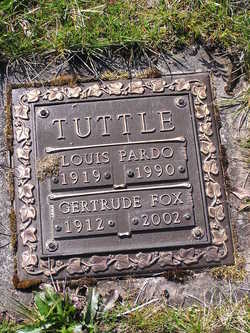 TUTTLE
LOUIS PARDO
1919 1990
GERTRUDE FOX
1912 2002